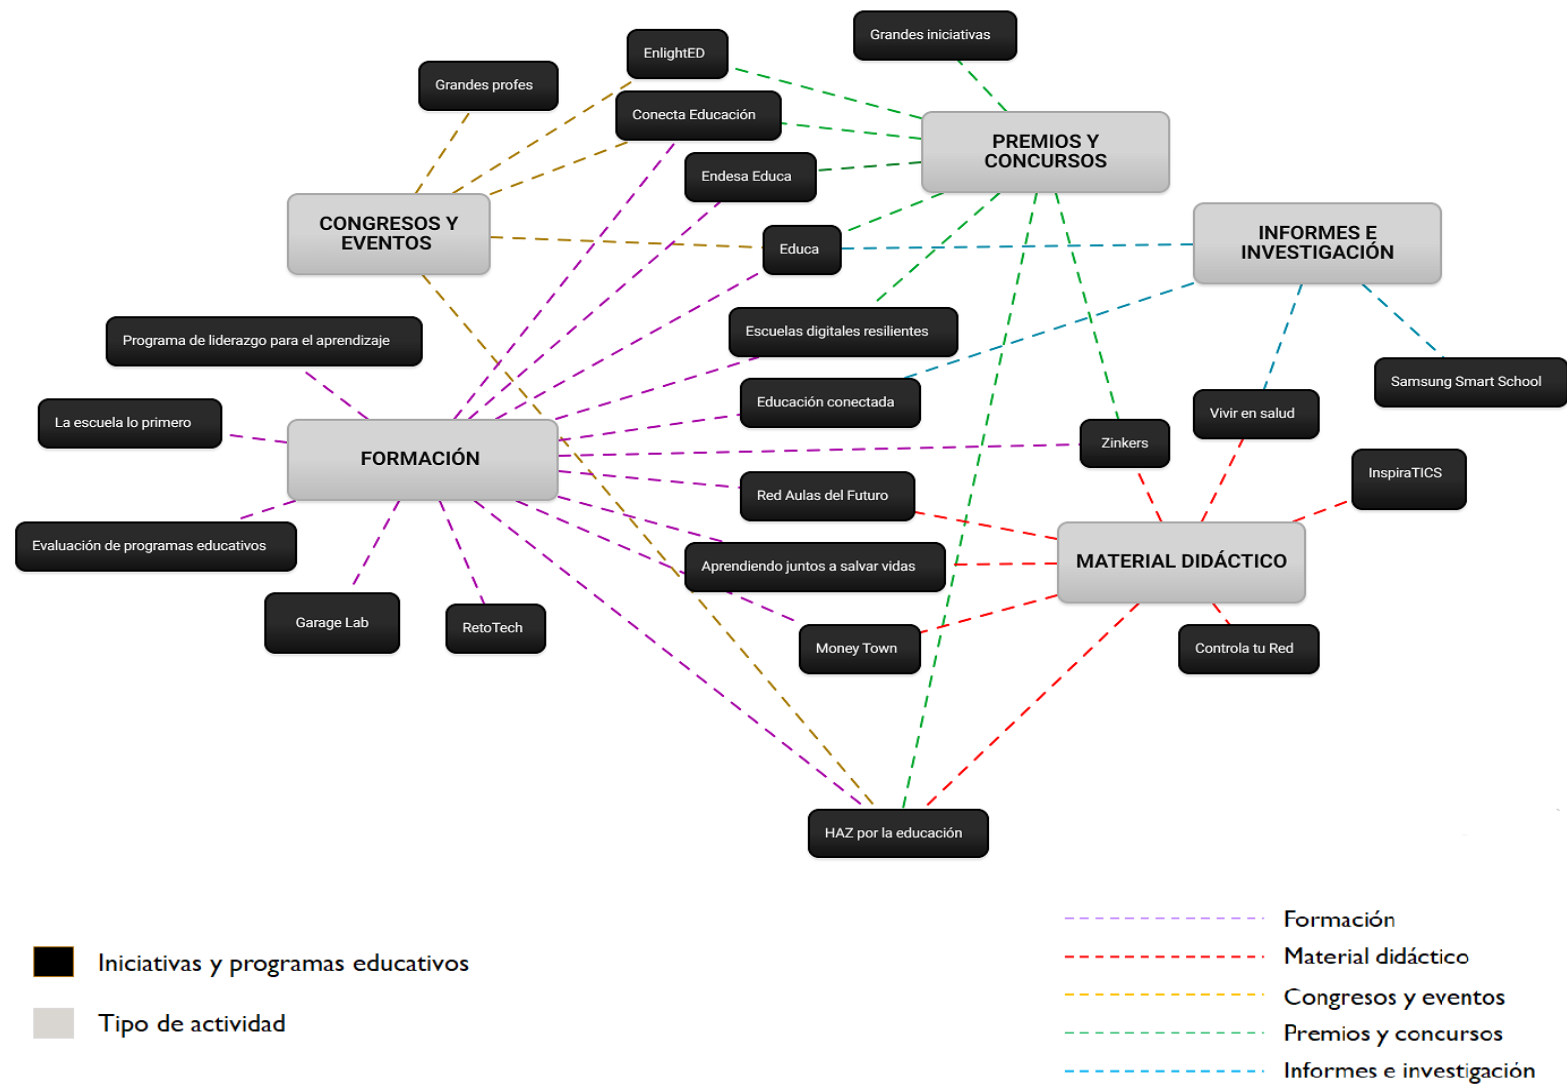 Grandes iniciativas
EnlightED
Grandes profes
Conecta Educación
PREMIOS Y
CONCURSOS
Endesa Educa
CONGRESOS Y
EVENTOS
Educa
INFORMES E
INVESTIGACIÓN
Programa de liderazgo para el aprendizaje
Escuelas digitales resilientes
Samsung Smart School
Educación conectada
Vivir en salud
La escuela lo primero
Zinkers
FORMACIÓN
InspiraTICS
Red Aulas del Futuro
Evaluación de programas educativos
Aprendiendo juntos a salvar vidas
MATERIAL DIDÁCTICO
Garage Lab
RetoTech
Money Town
Controla tu Red
HAZ por la educación
Iniciativas y programas educativos
Tipo de actividad
Formación
Material didáctico
Congresos y eventos
Premios y concursos
Informes e investigación